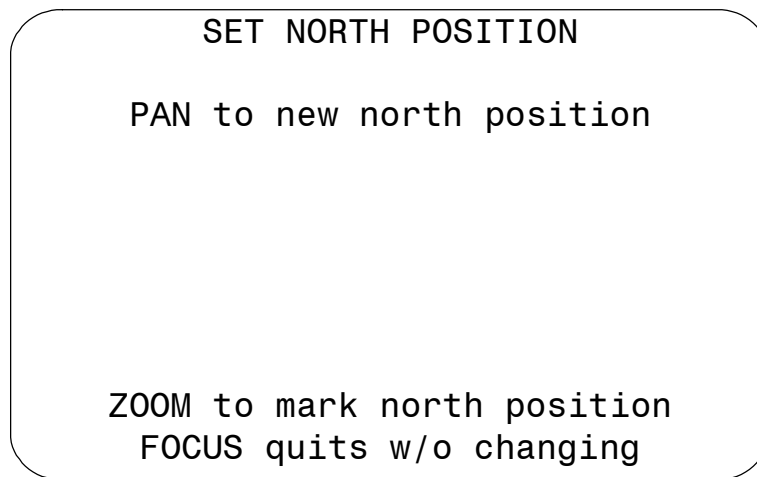 SET NORTH POSITION
PAN to new north position
ZOOM to mark north position
FOCUS quits w/o changing